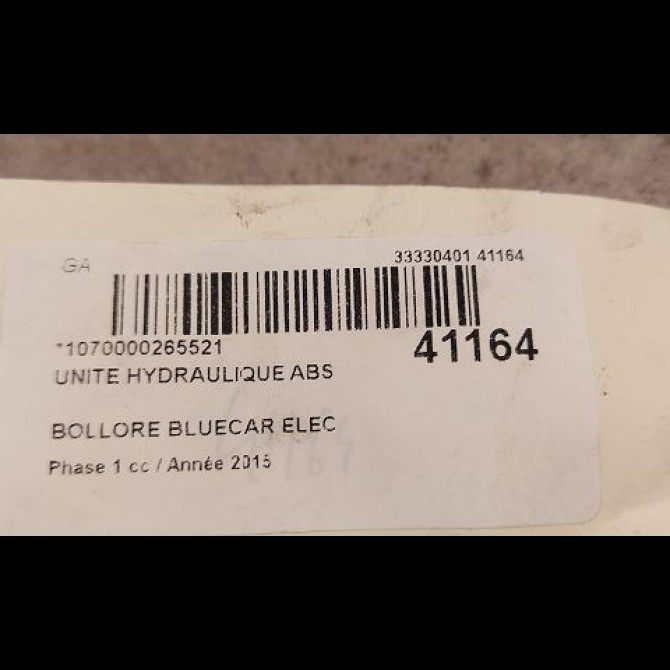 GA 33330401 41164
*1070000265521 41164
UNITE HYDRAULIQUE ABS
BOLLORE BLUECAR ELEC
Phase 1 cc / Année 2015